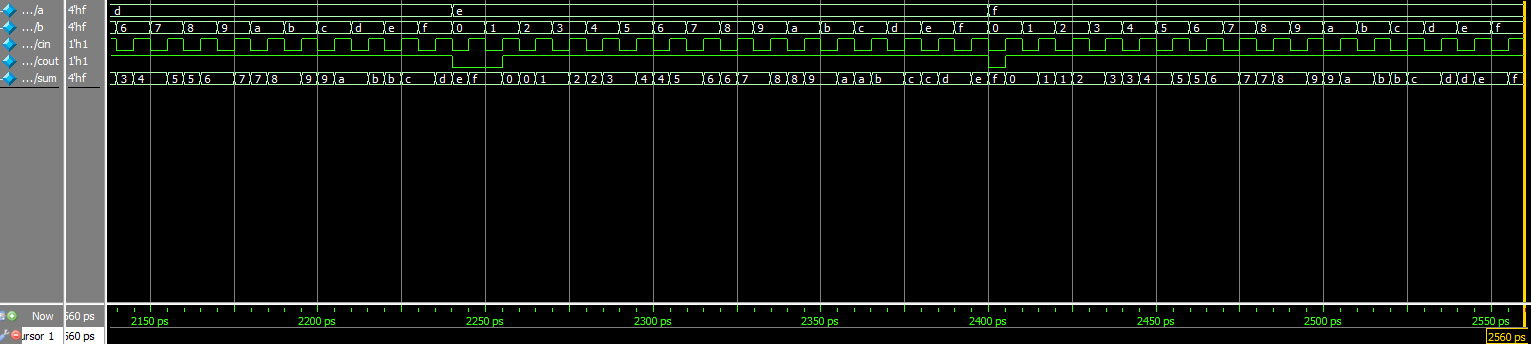 .../a 4'hf d e f
.../b 4'hf 6 7 8 9 a b c d e f 0 1 2 3 4 5 6 7 8 9 a b c d e f 0 1 2 3 4 5 6 7 8 9 a b c d e f
.../cin 1'h1
.../cout 1'h1
.../sum 4'hf 3 4 5 5 6 7 7 8 9 9 a b b c d e f 0 0 1 2 2 3 4 4 5 6 6 7 8 8 9 a a b c c d e f 0 1 1 2 3 3 4 5 5 6 7 7 8 9 9 a b b c d d e f
Now 560 ps 2150 ps 2200 ps 2250 ps 2300 ps 2350 ps 2400 ps 2450 ps 2500 ps 2550 ps
ursor 1 560 ps 2560 ps